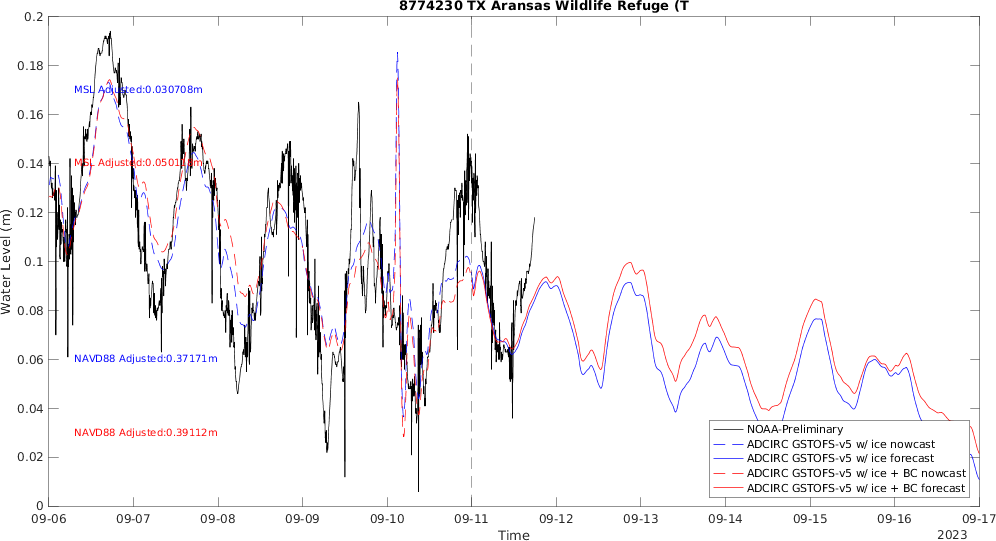 8774230 TX Aransas Wildlife Refuge (T
0.2
0.18
0.16
0.14
0.12
0.1
0.08
0.06
0.04
0.02
0
Water Level (m)
MSL Adjusted:0.030708m
MSL Adjusted:
NAVD88 Adjusted:0.37171m
NAVD88 Adjusted:0.39112m
NOAA-Preliminary
ADCIRC GSTOFS-v5 w/ ice nowcast
ADCIRC GSTOFS-v5 w/ ice forecast
ADCIRC GSTOFS-v5 w/ ice + BC nowcast
ADCIRC GSTOFS-v5 w/ ice + BC forecast
09-06 09-07 09-08 09-09 09-10 09-11 09-12 09-13 09-14 09-15 09-16 09-17
Time
2023